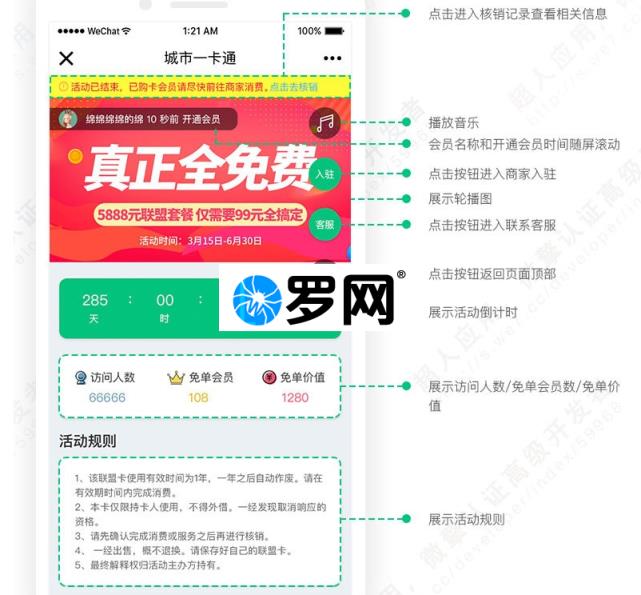 WeChat
1:21 AM
100%
城市一卡通
活动已结束，已购卡会员请尽快前往商家消费。点击去核销
绵绵绵绵的绵 10 秒前 开通会员
真正全免费
入驻
5888元联盟套餐 仅需要99元全搞定
客服
活动时间：3月15日-6月30日
285 : 00 :
天 时
罗网®
访问人数 免单会员 免单价值
66666 108 1280
活动规则
1、该联盟卡使用有效时间为1年，一年之后自动作废。请在
有效期时间内完成消费。
2、本卡仅限持卡人使用，不得外借。一经发现取消响应的
资格。
3、请先确认完成消费或服务之后再进行核销。
4、 一经出售，概不退换。请保存好自己的联盟卡。
5、最终解释权归活动主办方持有。
点击进入核销记录查看相关信息
播放音乐
会员名称和开通会员时间随屏滚动
点击按钮进入商家入驻
展示轮播图
点击按钮进入联系客服
点击按钮返回页面顶部
展示活动倒计时
展示访问人数/免单会员数/免单价
值
展示活动规则